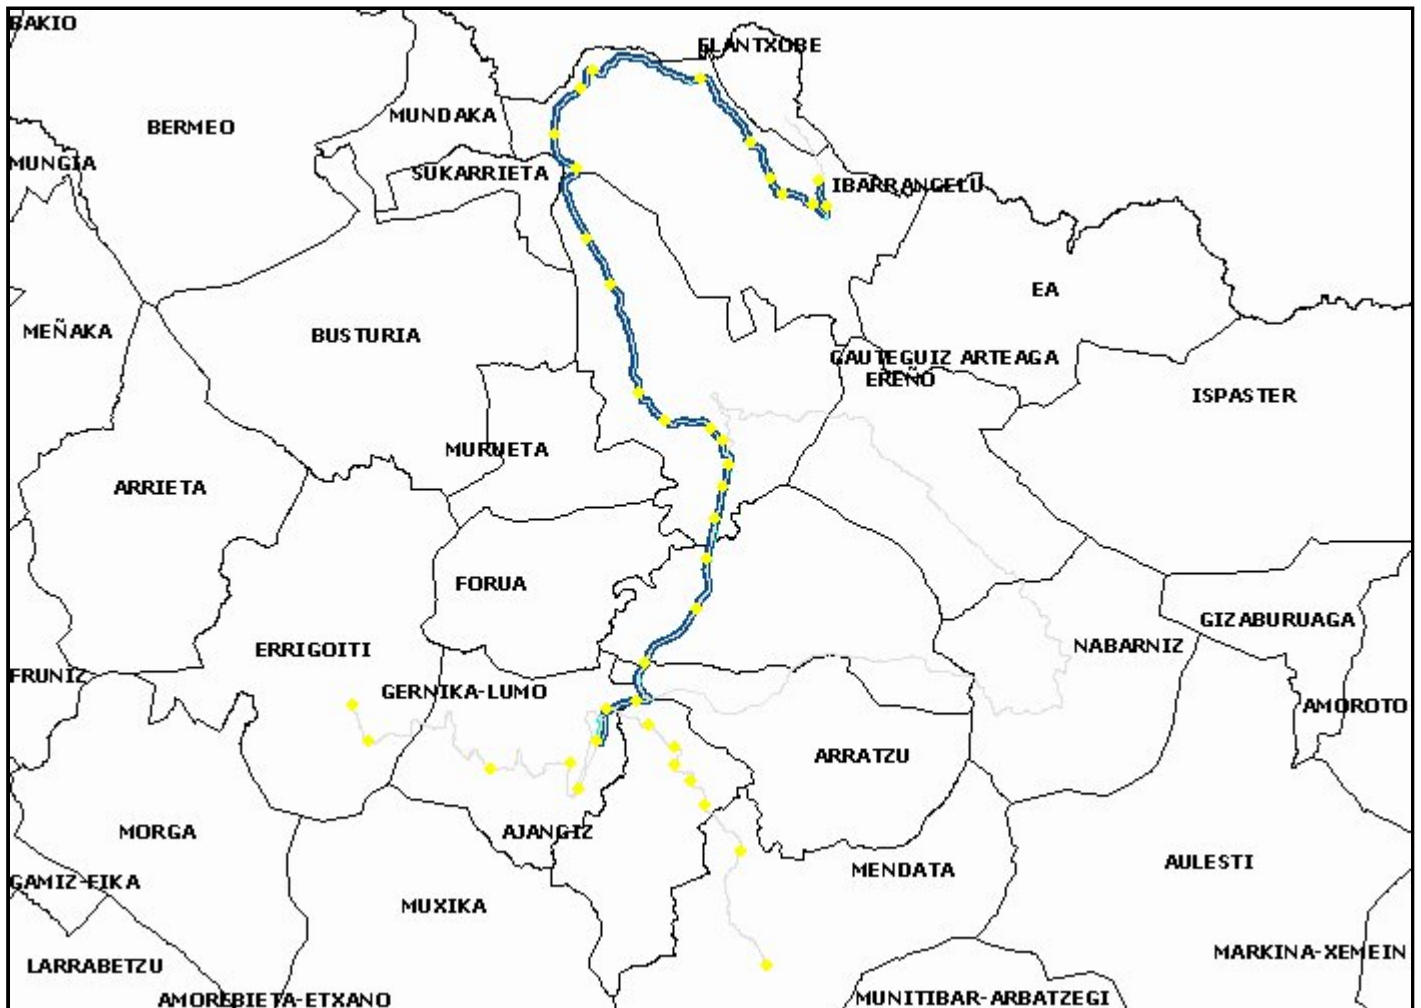 BAKIO
ELANTXOBE
MUNDAKA
BERMEO
MUNGIA
SUKARRIETA
IBARRANGELU
EA
MEÑAKA
BUSTURIA
GAUTEGUIZ ARTEAGA
EREÑO
ISPASTER
MURUETA
ARRIETA
FORUA
GIZABURUAGA
ERRIGOITI
NABARNIZ
FRUNIZ
GERNIKA-LUMO
AMOROTO
ARRATZU
MORGA
AJANGIZ
AULESTI
MENDATA
GAMIZ-FIKA
MUXIKA
MARKINA-XEMEIN
LARRABETZU
AMOREBIETA-ETXANO
MUNITIBAR-ARBATZEGI